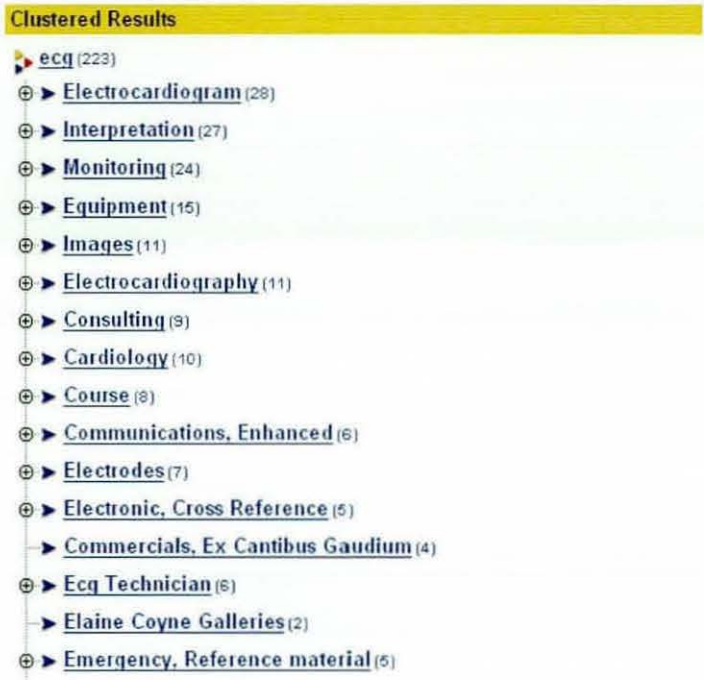 Clustered Results
ecg (223)
Electrocardiogram (28)
Interpretation (27)
Monitoring (24)
Equipment (15)
Images (11)
Electrocardiography (11)
Consulting (9)
Cardiology (10)
Course (8)
Communications, Enhanced (6)
Electrodes (7)
Electronic, Cross Reference (5)
Commercials, Ex Cantibus Gaudium (4)
Ecg Technician (6)
Elaine Coyne Galleries (2)
Emergency, Reference material (5)